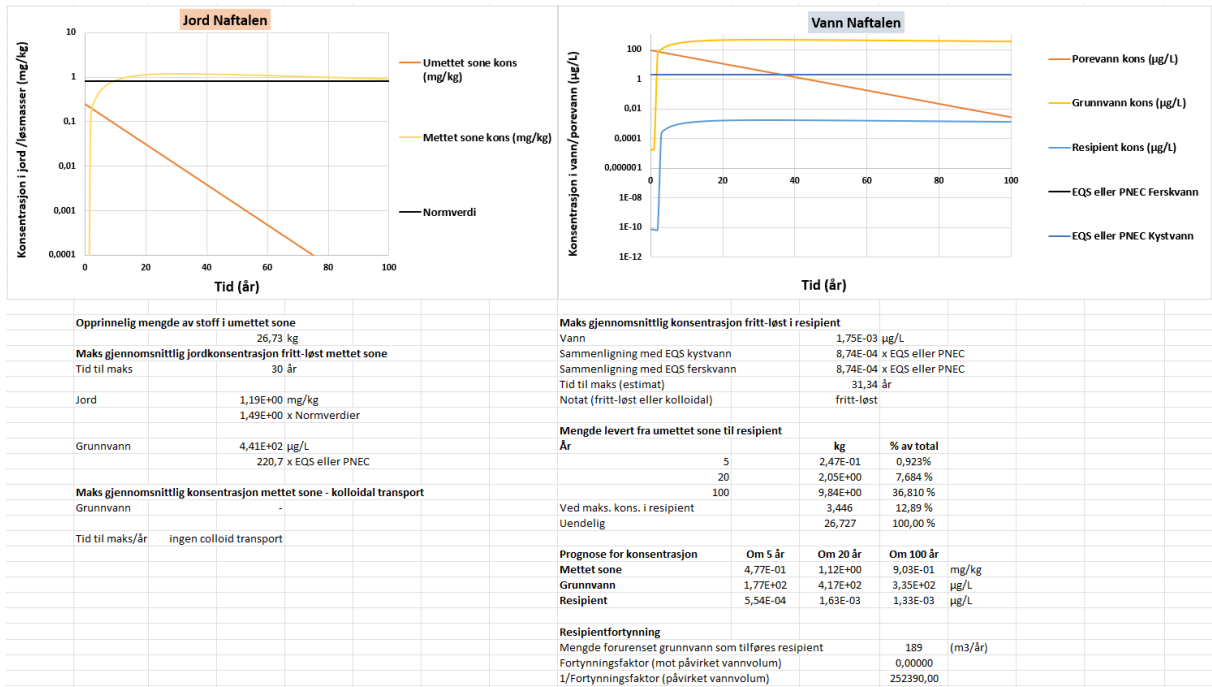 Jord Naftalen
Konsentrasjon i jord /løsmasser (mg/kg)
10
1
0,1
0,01
0,001
0,0001
0
20
40
60
80
100
Tid (år)
Umettet sone kons (mg/kg)
Mettet sone kons (mg/kg)
Normverdi
Vann Naftalen
Konsentrasjon i vann/porevann (µg/L)
100
1
0,01
0,0001
0,000001
1E-08
1E-10
1E-12
0
20
40
60
80
100
Tid (år)
Porevann kons (µg/L)
Grunnvann kons (µg/L)
Resipient kons (µg/L)
EQS eller PNEC Ferskvann
EQS eller PNEC Kystvann
Opprinnelig mengde av stoff i umettet sone
26,73 kg
Maks gjennomsnittlig jordkonsentrasjon fritt-løst mettet sone
Tid til maks 30 år
Jord 1,19E+00 mg/kg
1,49E+00 x Normverdier
Grunnvann 4,41E+02 µg/L
220,7 x EQS eller PNEC
Maks gjennomsnittlig konsentrasjon mettet sone - kolloidal transport
Grunnvann -
Tid til maks/år ingen colloid transport
Maks gjennomsnittlig konsentrasjon fritt-løst i resipient
Vann 1,75E-03 µg/L
Sammenligning med EQS kystvann 8,74E-04 x EQS eller PNEC
Sammenligning med EQS ferskvann 8,74E-04 x EQS eller PNEC
Tid til maks (estimat) 31,34 år
Notat (fritt-løst eller kolloidal) fritt-løst
Mengde levert fra umettet sone til resipient
År kg % av total
5 2,47E-01 0,923%
20 2,05E+00 7,684 %
100 9,84E+00 36,810 %
Ved maks. kons. i resipient 3,446 12,89 %
Uendelig 26,727 100,00 %
Prognose for konsentrasjon Om 5 år Om 20 år Om 100 år
Mettet sone 4,77E-01 1,12E+00 9,03E-01 mg/kg
Grunnvann 1,77E+02 4,17E+02 3,35E+02 µg/L
Resipient 5,54E-04 1,63E-03 1,33E-03 µg/L
Resipientfortynning
Mengde forurenset grunnvann som tilføres resipient 189 (m3/år)
Fortynningsfaktor (mot påvirket vannvolum) 0,00000
1/Fortynningsfaktor (påvirket vannvolum) 252390,00